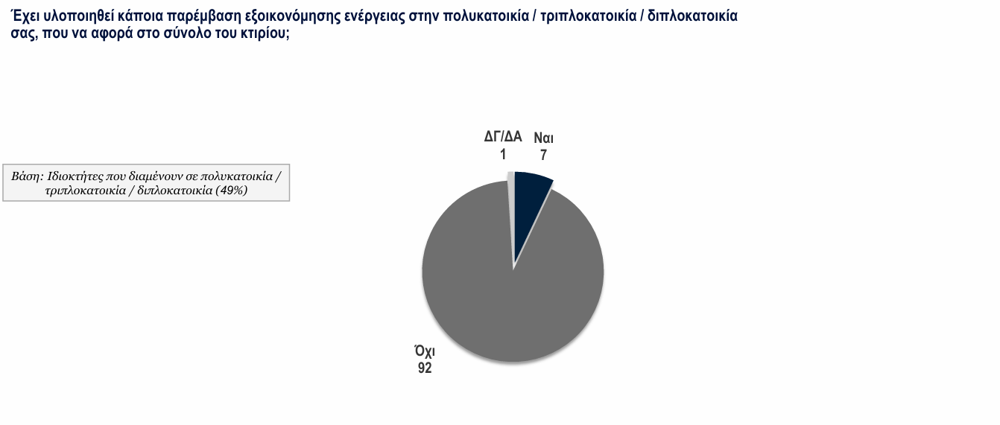 Έχει υλοποιηθεί κάποια παρέμβαση εξοικονόμησης ενέργειας στην πολυκατοικία / τριπλοκατοικία / διπλοκατοικία
σας, που να αφορά στο σύνολο του κτιρίου;
ΔΓ/ΔΑ
1
Ναι
7
Βάση: Ιδιοκτήτες που διαμένουν σε πολυκατοικία /
τριπλοκατοικία / διπλοκατοικία (49%)
Όχι
92